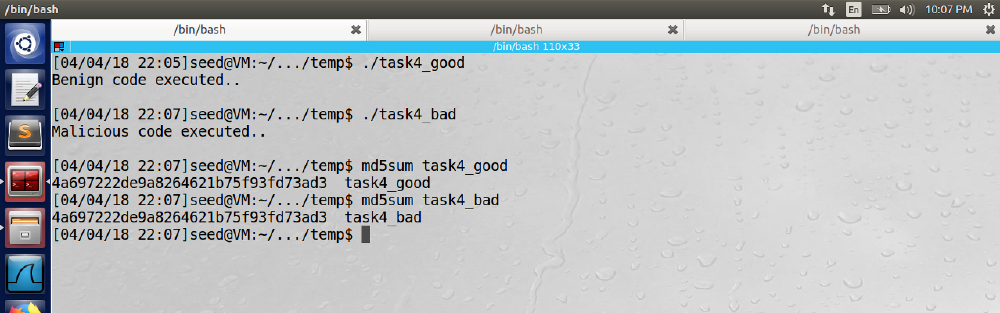 /bin/bash
En
10:07 PM
/bin/bash
/bin/bash
/bin/bash
/bin/bash 110x33
[04/04/18 22:05]seed@VM:~/.../temp$ ./task4_good
Benign code executed..
[04/04/18 22:07]seed@VM:~/.../temp$ ./task4_bad
Malicious code executed..
[04/04/18 22:07]seed@VM:~/.../temp$ md5sum task4_good
4a697222de9a8264621b75f93fd73ad3  task4_good
[04/04/18 22:07]seed@VM:~/.../temp$ md5sum task4_bad
4a697222de9a8264621b75f93fd73ad3  task4_bad
[04/04/18 22:07]seed@VM:~/.../temp$